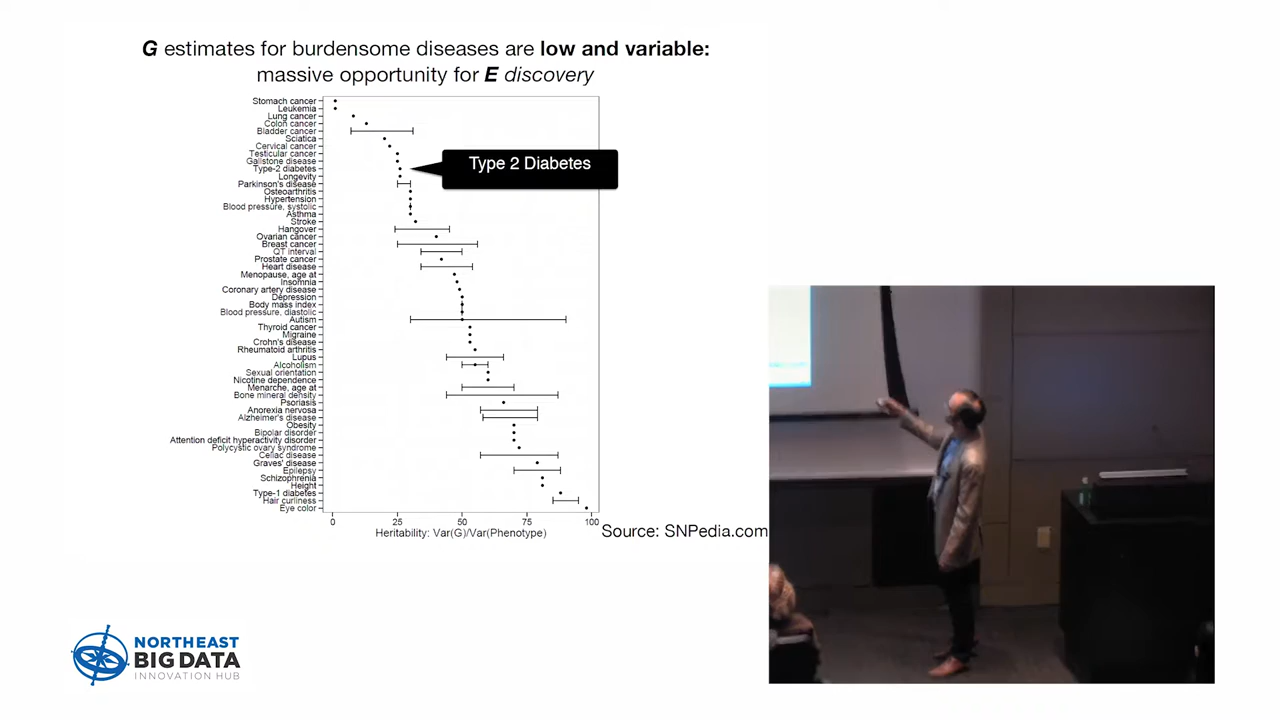 G estimates for burdensome diseases are low and variable:
massive opportunity for E discovery
Stomach cancer
Leukemia
Lung cancer
Colon cancer
Bladder cancer
Sciatica
Cervical cancer
Testicular cancer
Gallstone disease
Type-2 diabetes
Longevity
Parkinson's disease
Osteoarthritis
Hypertension
Blood pressure, systolic
Asthma
Stroke
Hangover
Ovarian cancer
Breast cancer
QT interval
Prostate cancer
Heart disease
Menopause, age at
Insomnia
Coronary artery disease
Depression
Body mass index
Blood pressure, diastolic
Autism
Thyroid cancer
Migraine
Crohn's disease
Rheumatoid arthritis
Lupus
Alcoholism
Sexual orientation
Nicotine dependence
Menarche, age at
Bone mineral density
Psoriasis
Anorexia nervosa
Alzheimer's disease
Obesity
Bipolar disorder
Attention deficit hyperactivity disorder
Polycystic ovary syndrome
Celiac disease
Graves' disease
Epilepsy
Schizophrenia
Height
Type-1 diabetes
Hair curliness
Eye color
Type 2 Diabetes
0 25 50 75 100
Heritability: Var(G)/Var(Phenotype)
Source: SNPedia.com
NORTHEAST
BIG DATA
INNOVATION HUB